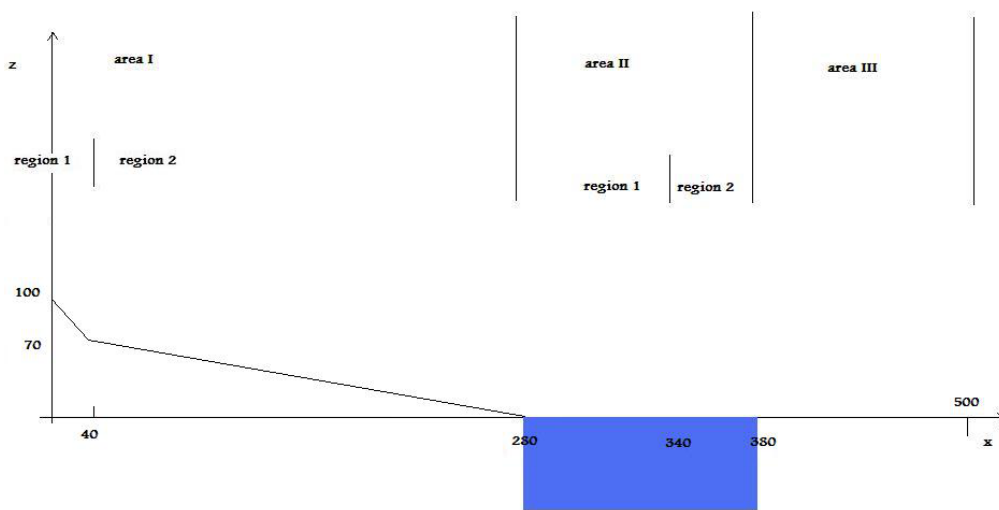 z
area I
area II
area III
region 1
region 2
region 1
region 2
100
70
500
40
280
340
380
x